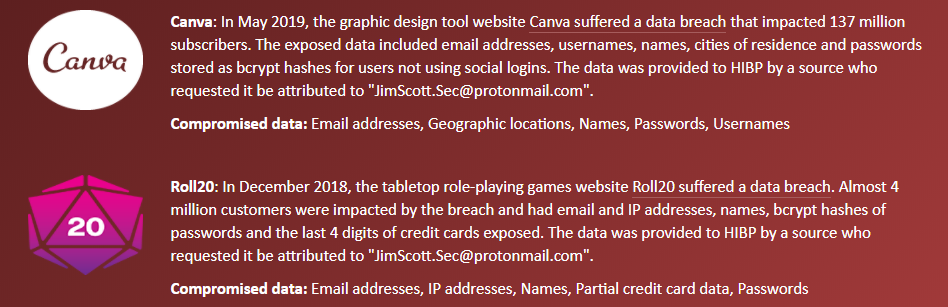 Canva
Canva: In May 2019, the graphic design tool website Canva suffered a data breach that impacted 137 million
subscribers. The exposed data included email addresses, usernames, names, cities of residence and passwords
stored as bcrypt hashes for users not using social logins. The data was provided to HIBP by a source who
requested it be attributed to "JimScott.Sec@protonmail.com".
Compromised data: Email addresses, Geographic locations, Names, Passwords, Usernames
20
Roll20: In December 2018, the tabletop role-playing games website Roll20 suffered a data breach. Almost 4
million customers were impacted by the breach and had email and IP addresses, names, bcrypt hashes of
passwords and the last 4 digits of credit cards exposed. The data was provided to HIBP by a source who
requested it be attributed to "JimScott.Sec@protonmail.com".
Compromised data: Email addresses, IP addresses, Names, Partial credit card data, Passwords